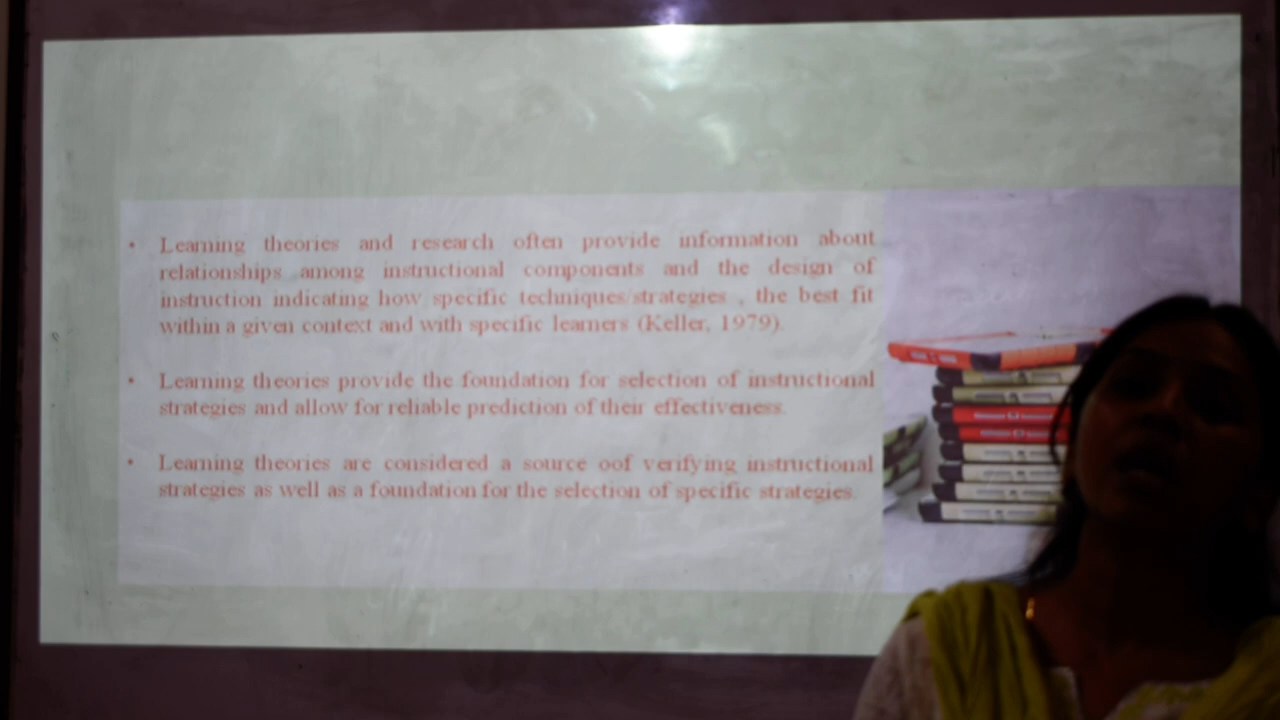 • Learning theories and research often provide information about
relationships among instructional components and the design of
instruction indicating how specific techniques/strategies , the best fit
within a given context and with specific learners (Keller, 1979).
• Learning theories provide the foundation for selection of instructional
strategies and allow for reliable prediction of their effectiveness.
• Learning theories are considered a source oof verifying instructional
strategies as well as a foundation for the selection of specific strategies.